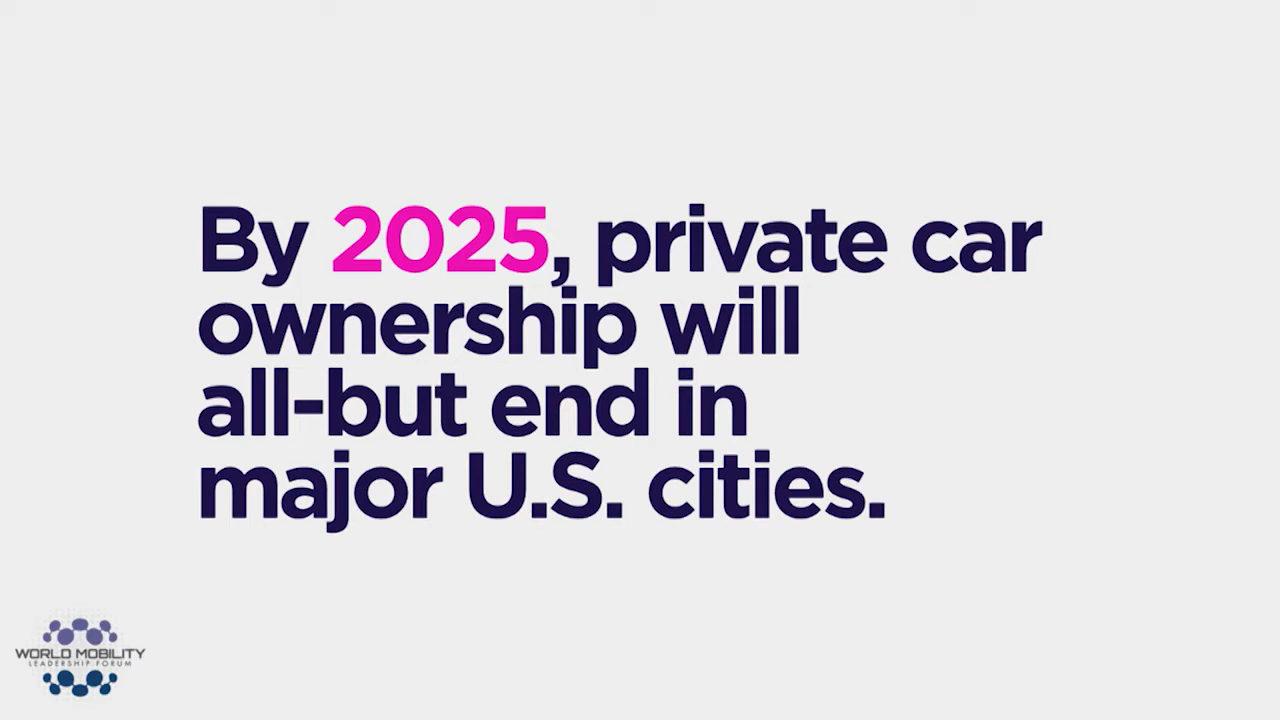 By 2025, private car
ownership will
all-but end in
major U.S. cities.
WORLD MOBILITY
LEADERSHIP FORUM